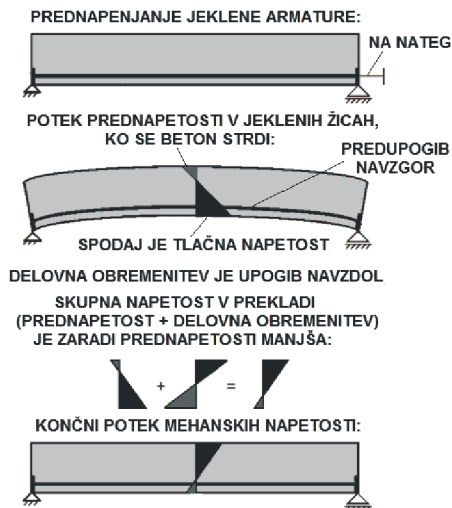 PREDNAPENJANJE JEKLENE ARMATURE:
NA NATEG
POTEK PREDNAPETOSTI V JEKLENIH ŽICAH,
KO SE BETON STRDI:
PREDUPOGIB
NAVZGOR
SPODAJ JE TLAČNA NAPETOST
DELOVNA OBREMENITEV JE UPOGIB NAVZDOL
SKUPNA NAPETOST V PREKLADI
(PREDNAPETOST + DELOVNA OBREMENITEV)
JE ZARADI PREDNAPETOSTI MANJŠA:
+ =
KONČNI POTEK MEHANSKIH NAPETOSTI: